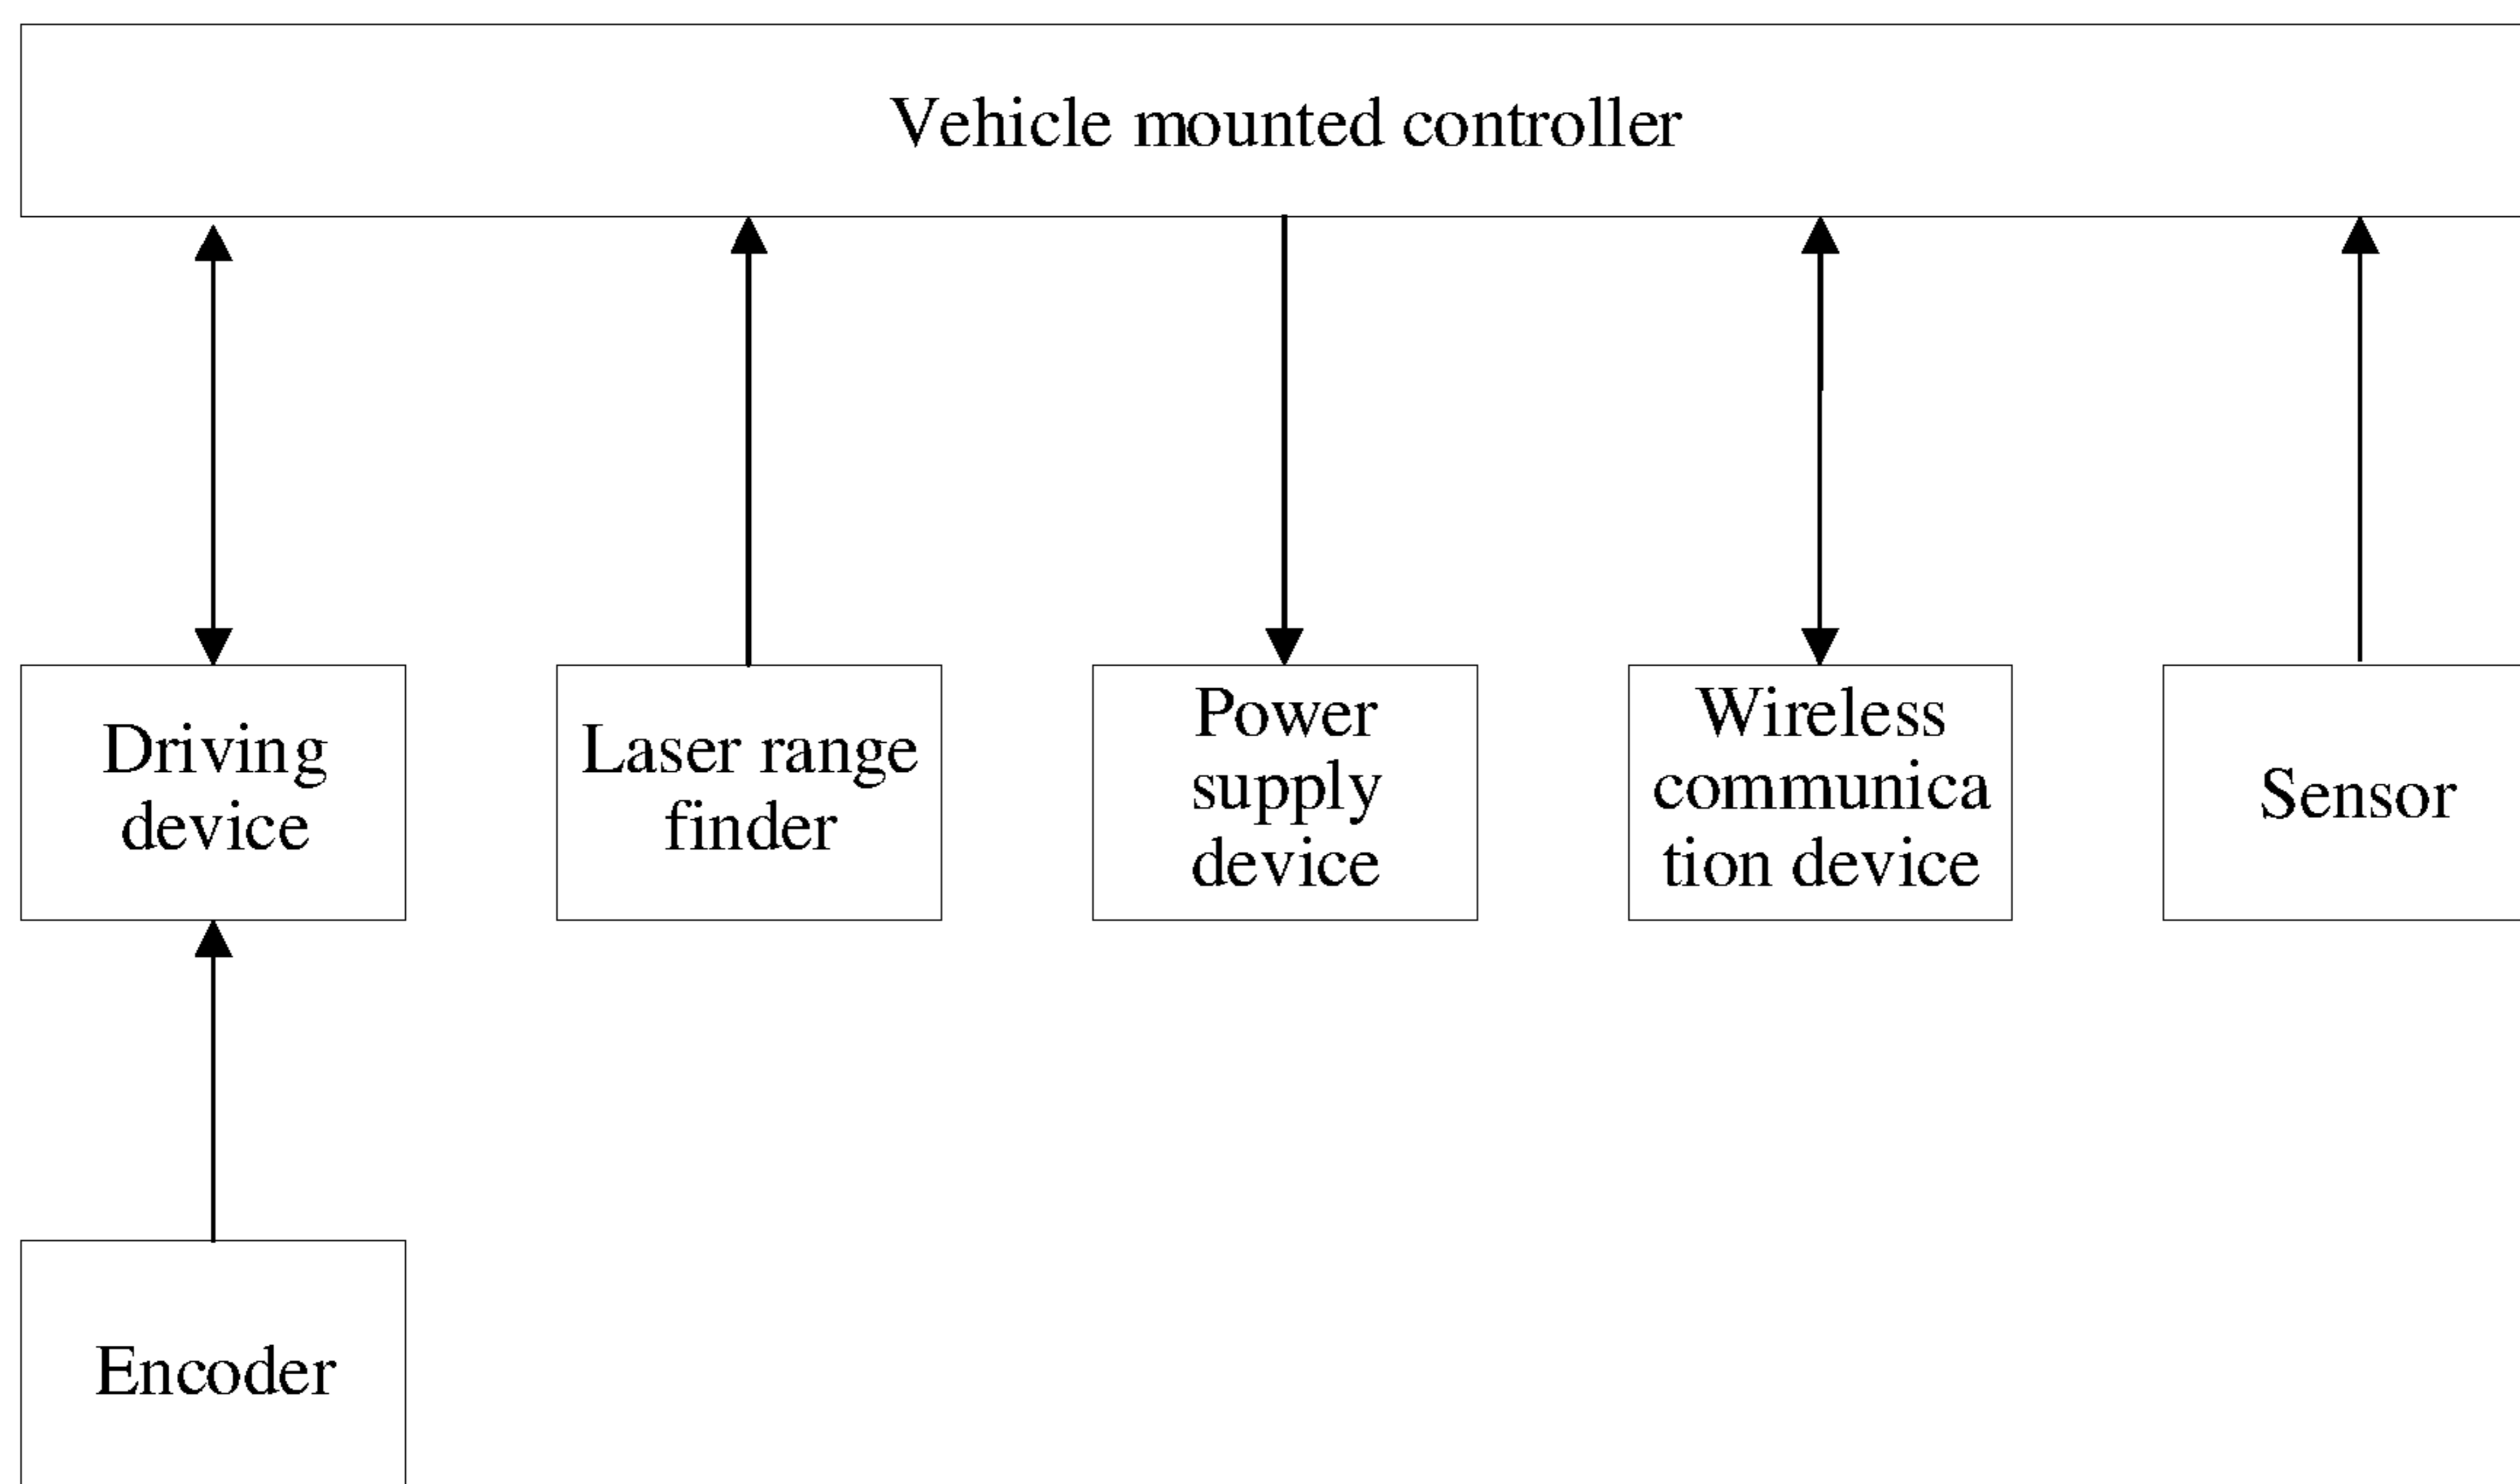 Vehicle mounted controller
Driving
device
Laser range
finder
Power
supply
device
Wireless
communica
tion device
Sensor
Encoder